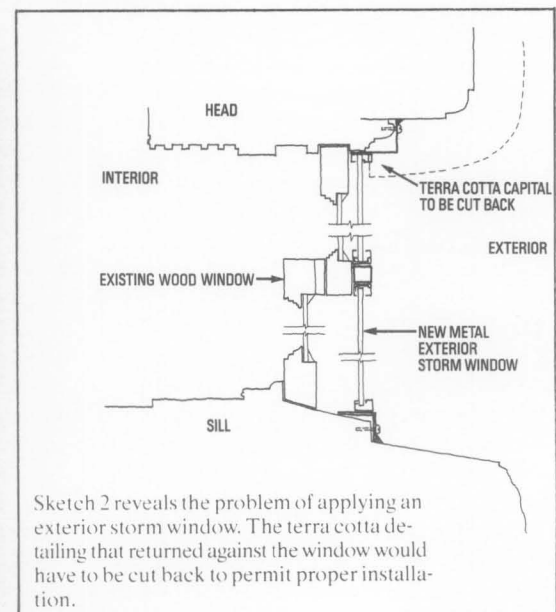 HEAD
INTERIOR
TERRA COTTA CAPITAL
TO BE CUT BACK
EXTERIOR
EXISTING WOOD WINDOW
NEW METAL
EXTERIOR
STORM WINDOW
SILL
Sketch 2 reveals the problem of applying an
exterior storm window. The terra cotta de-
tailing that returned against the window would
have to be cut back to permit proper installa-
tion.